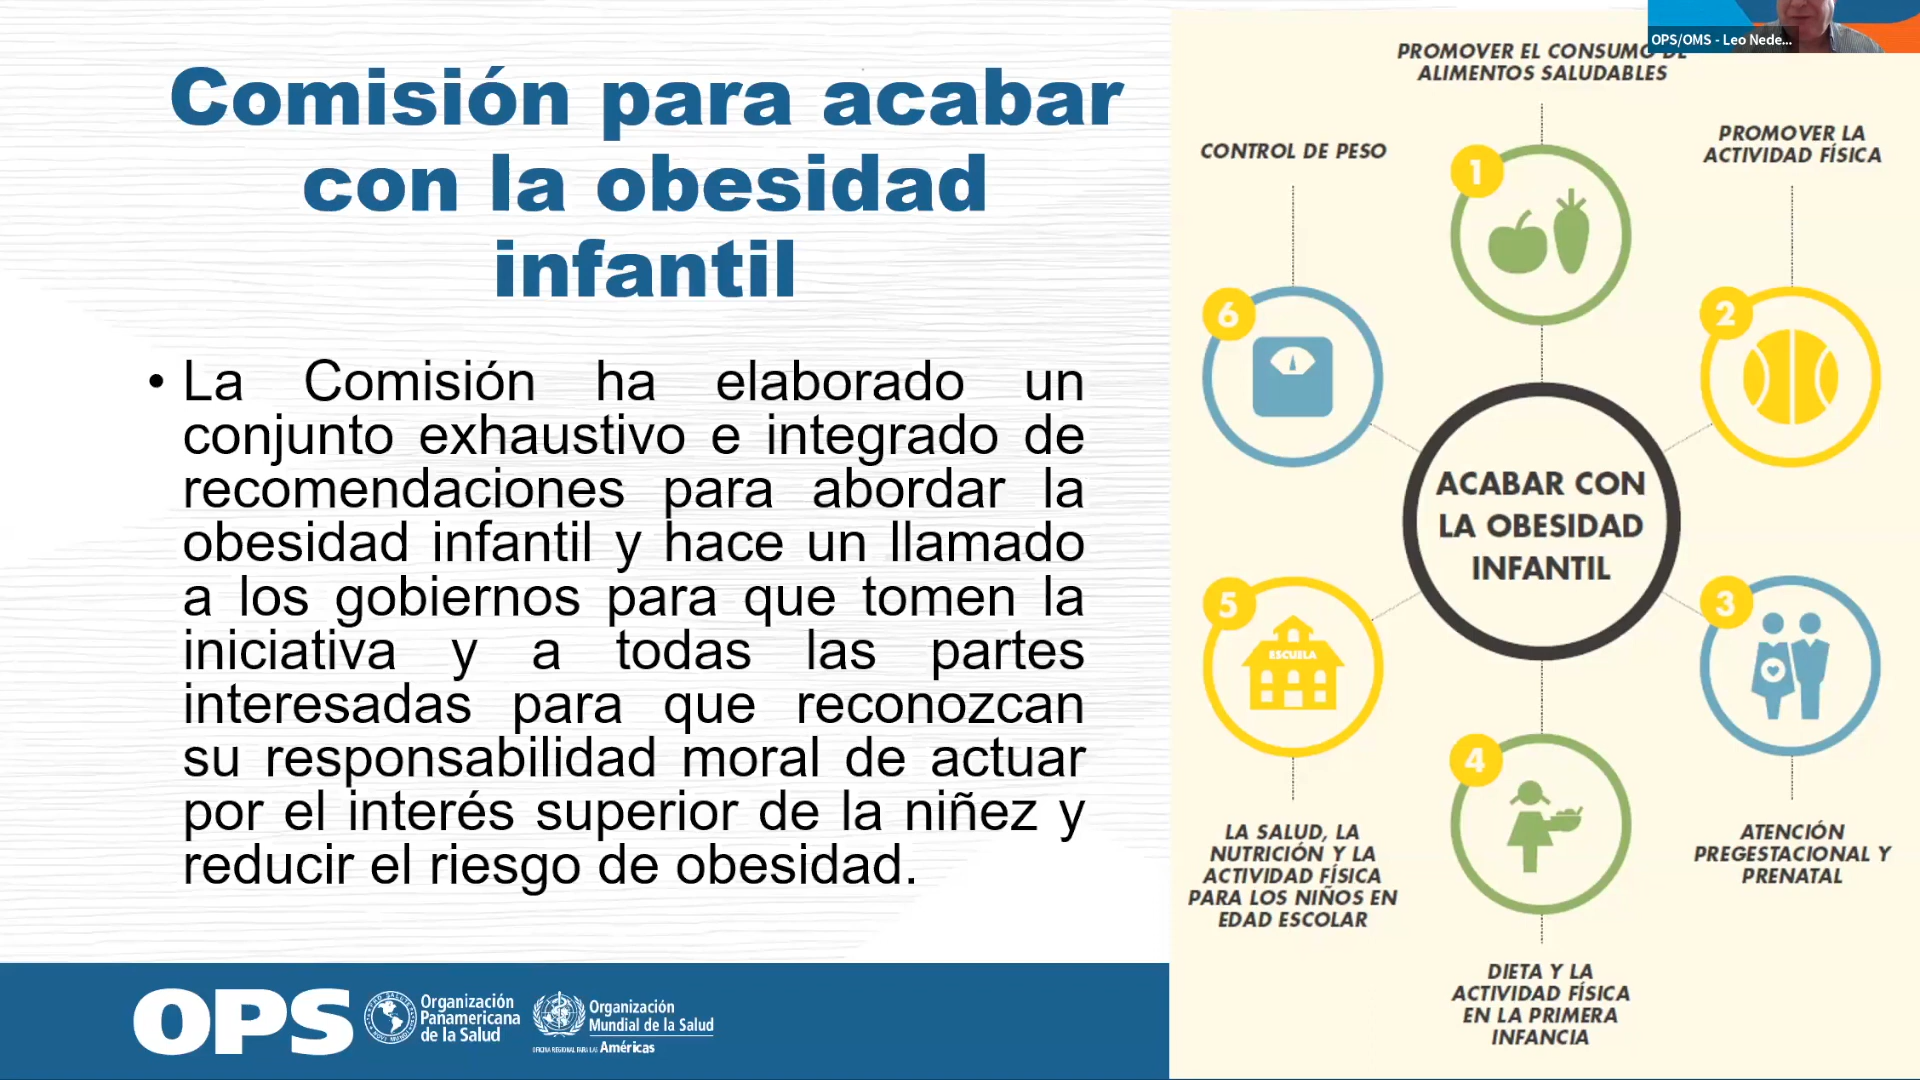 Comisión para acabar
con la obesidad
infantil
• La Comisión ha elaborado un
conjunto exhaustivo e integrado de
recomendaciones para abordar la
obesidad infantil y hace un llamado
a los gobiernos para que tomen la
iniciativa y a todas las partes
interesadas para que reconozcan
su responsabilidad moral de actuar
por el interés superior de la niñez y
reducir el riesgo de obesidad.
OPS
Organización
Panamericana
de la Salud
Organización
Mundial de la Salud
OFICINA REGIONAL PARA LAS Américas
OPS/OMS - Leo Nede...
PROMOVER EL CONSUMO DE
ALIMENTOS SALUDABLES
1
PROMOVER LA
ACTIVIDAD FÍSICA
2
CONTROL DE PESO
6
ACABAR CON
LA OBESIDAD
INFANTIL
3
ATENCIÓN
PREGESTACIONAL Y
PRENATAL
5
ESCUELA
LA SALUD, LA
NUTRICIÓN Y LA
ACTIVIDAD FÍSICA
PARA LOS NIÑOS EN
EDAD ESCOLAR
4
DIETA Y LA
ACTIVIDAD FÍSICA
EN LA PRIMERA
INFANCIA